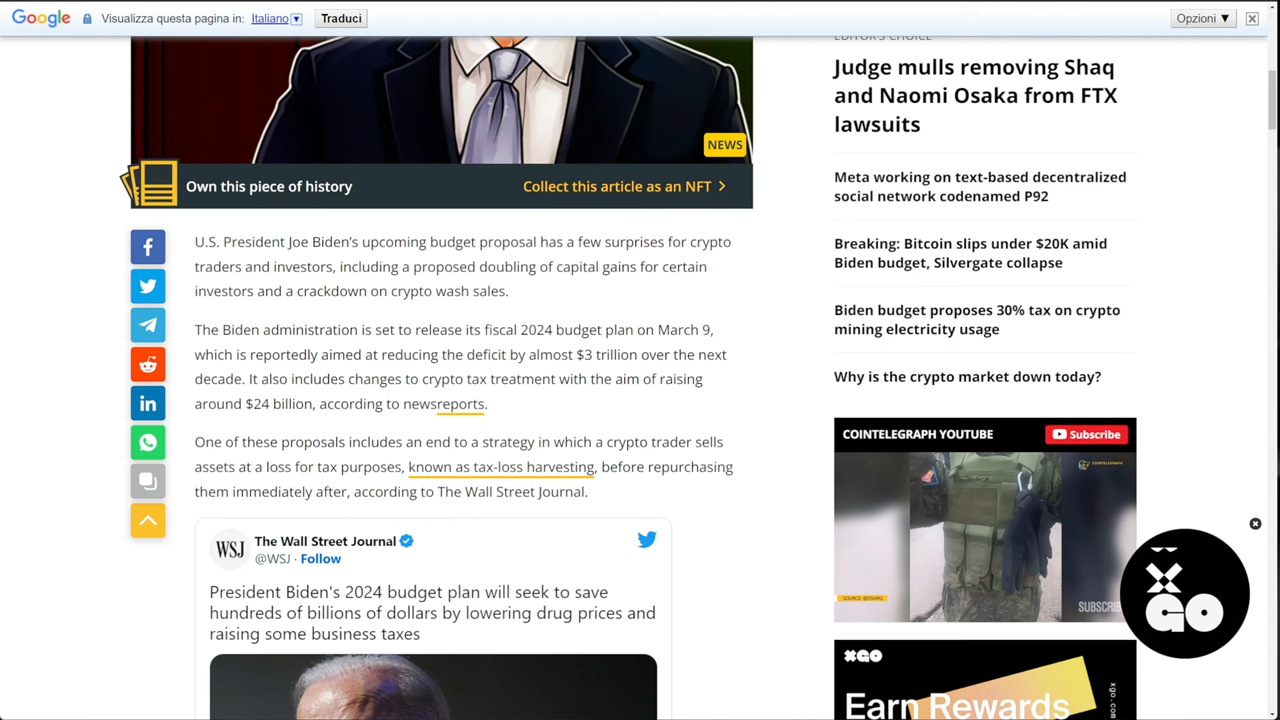 Google Visualizza questa pagina in: Italiano Traduci Opzioni ▼
NEWS
Own this piece of history
Collect this article as an NFT
U.S. President Joe Biden's upcoming budget proposal has a few surprises for crypto
traders and investors, including a proposed doubling of capital gains for certain
investors and a crackdown on crypto wash sales.
The Biden administration is set to release its fiscal 2024 budget plan on March 9,
which is reportedly aimed at reducing the deficit by almost $3 trillion over the next
decade. It also includes changes to crypto tax treatment with the aim of raising
around $24 billion, according to newsreports.
One of these proposals includes an end to a strategy in which a crypto trader sells
assets at a loss for tax purposes, known as tax-loss harvesting, before repurchasing
them immediately after, according to The Wall Street Journal.
WSJ
The Wall Street Journal
@WSJ · Follow
President Biden's 2024 budget plan will seek to save
hundreds of billions of dollars by lowering drug prices and
raising some business taxes
EDITOR'S CHOICE
Judge mulls removing Shaq
and Naomi Osaka from FTX
lawsuits
Meta working on text-based decentralized
social network codenamed P92
Breaking: Bitcoin slips under $20K amid
Biden budget, Silvergate collapse
Biden budget proposes 30% tax on crypto
mining electricity usage
Why is the crypto market down today?
COINTELEGRAPH YOUTUBE
Subscribe
COINTELEGRAPH
SUBSCRIB
XGO
XGO
Earn Rewards
xgo.com